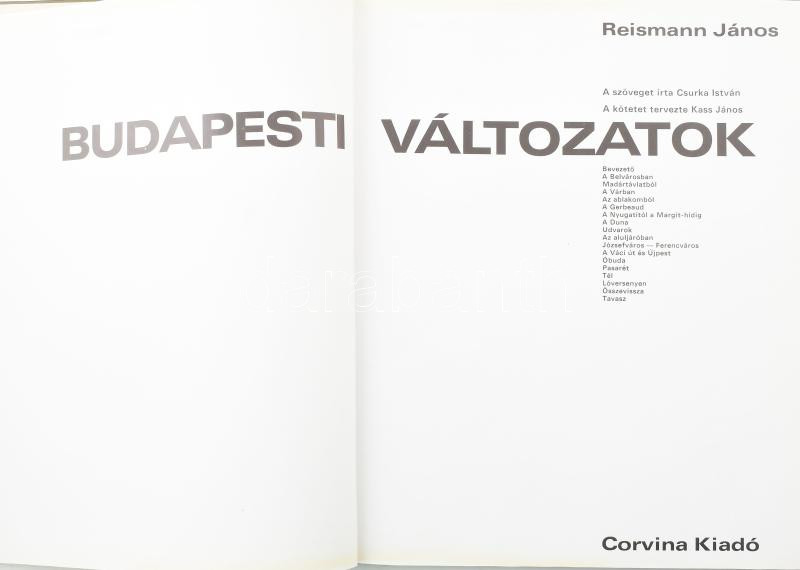 Reismann János
A szöveget írta Csurka István
A kötetet tervezte Kass János
BUDAPESTI VÁLTOZATOK
Bevezető
A Belvárosban
Madártávlatból
A Várban
Az ablakomból
A Gerbeaud
A Nyugatitól a Margit-hídig
A Duna
Udvarok
Az aluljáróban
Józsefváros — Ferencváros
A Váci út és Újpest
Óbuda
Pasarét
Tél
Lóversenyen
Összevissza
Tavasz
Corvina Kiadó